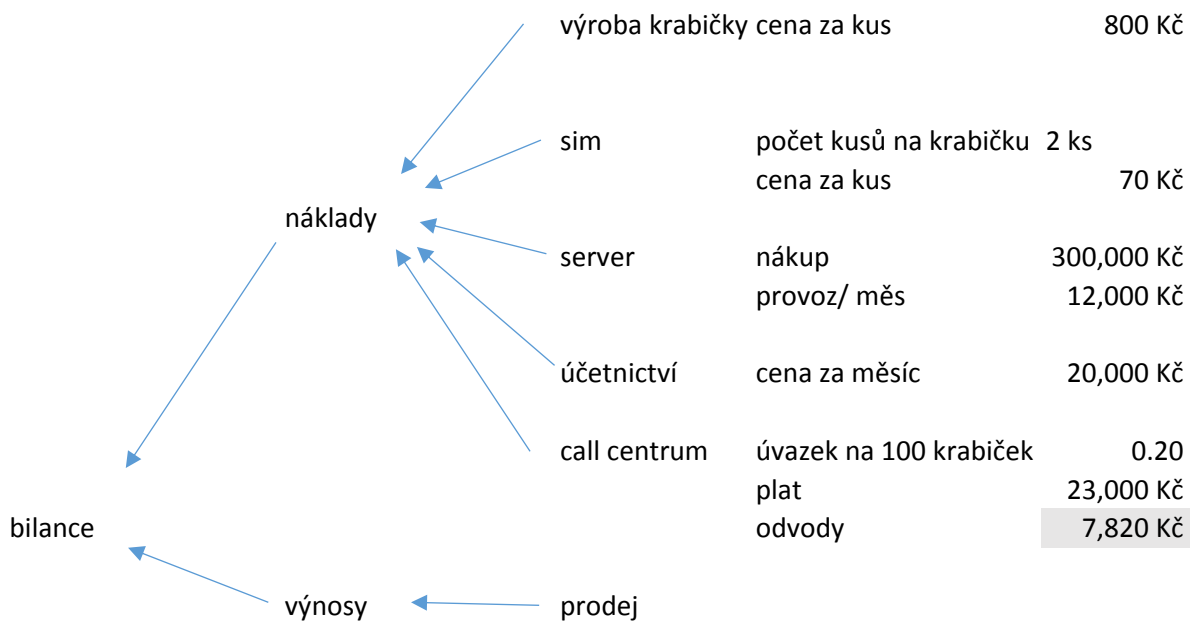 výroba krabičky cena za kus 800 Kč
sim počet kusů na krabičku 2 ks
cena za kus 70 Kč
náklady
server nákup 300,000 Kč
provoz/ měs 12,000 Kč
účetnictví cena za měsíc 20,000 Kč
call centrum úvazek na 100 krabiček 0.20
plat 23,000 Kč
bilance odvody 7,820 Kč
výnosy prodej